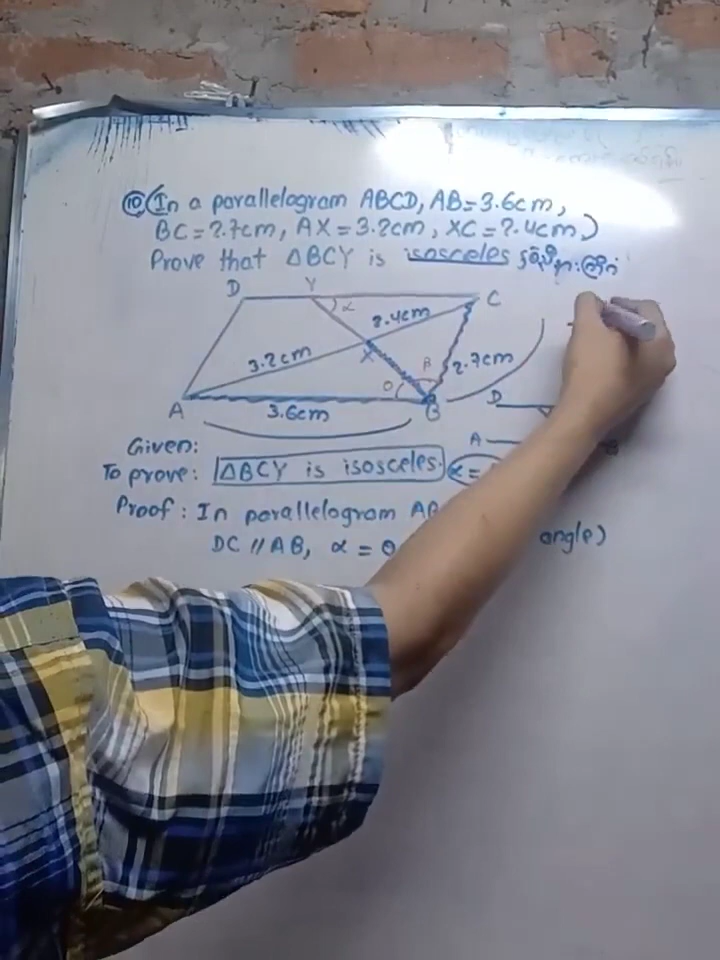 ⑩ (In a parallelogram ABCD, AB=3.6cm,
BC=2.7cm, AX=3.2cm, XC=2.4cm)
Prove that △BCY is isosceles
D Y C
α
2.4cm
3.2cm X β 2.7cm
θ
A 3.6cm B
D
A
Given:
To prove: △BCY is isosceles. α =
Proof: In parallelogram
DC // AB, α = θ angle)